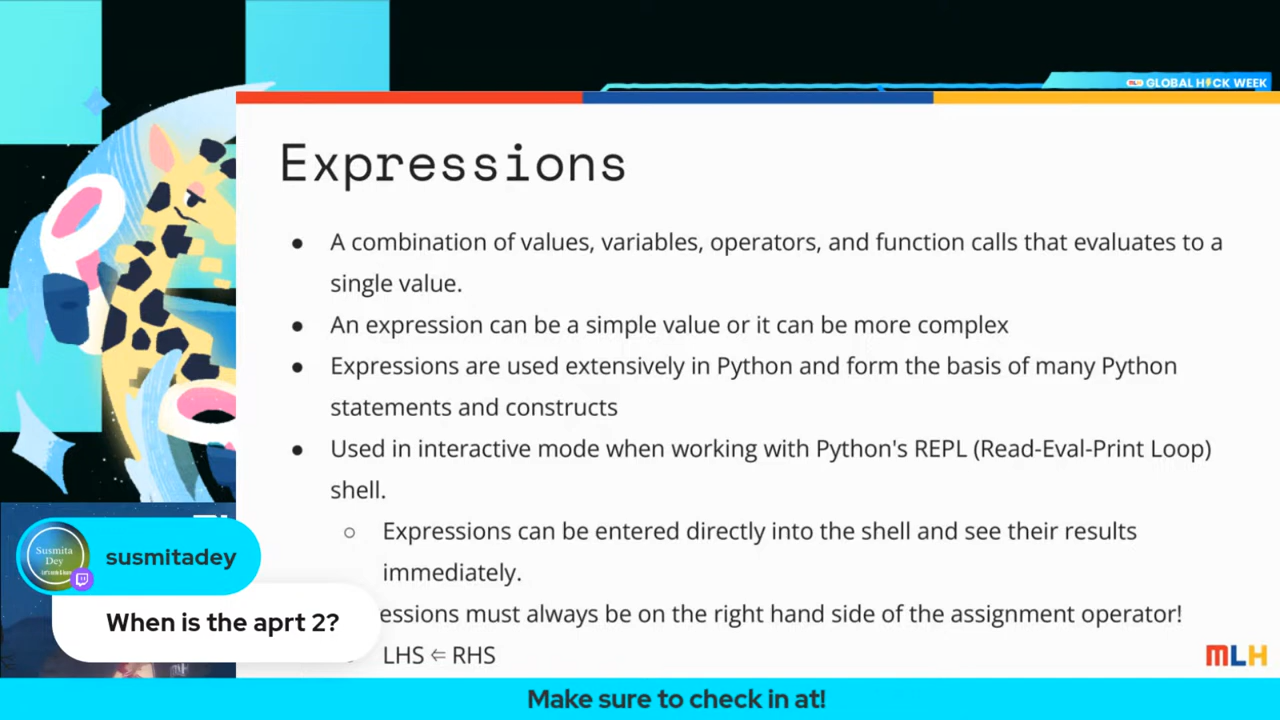 GLOBAL HACK WEEK
Expressions
A combination of values, variables, operators, and function calls that evaluates to a
single value.
An expression can be a simple value or it can be more complex
Expressions are used extensively in Python and form the basis of many Python
statements and constructs
Used in interactive mode when working with Python's REPL (Read-Eval-Print Loop)
shell.
Expressions can be entered directly into the shell and see their results
immediately.
essions must always be on the right hand side of the assignment operator!
LHS ⇐ RHS
Susmita
Dey
susmitadey
When is the aprt 2?
MLH
Make sure to check in at!